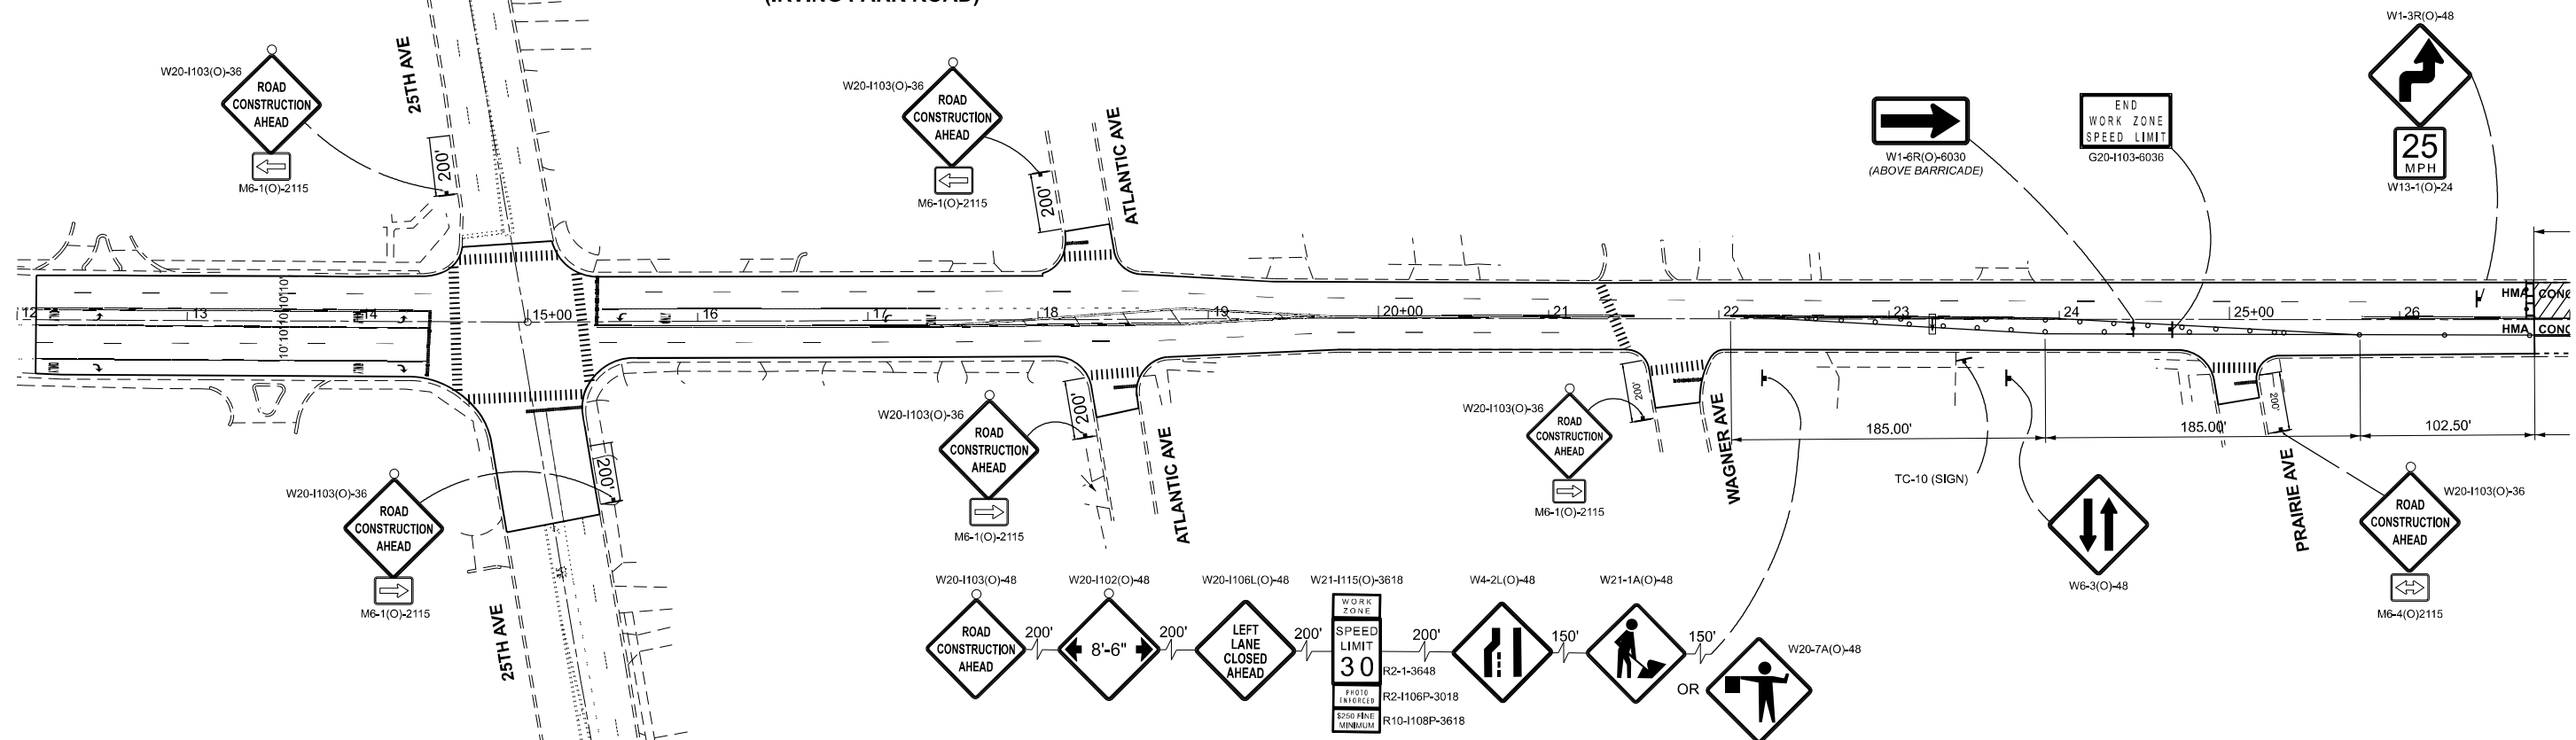 (IRVING PARK ROAD)
W20-I103(O)-36
ROAD
CONSTRUCTION
AHEAD
M6-1(O)-2115
200'
25TH AVE
W20-I103(O)-36
ROAD
CONSTRUCTION
AHEAD
M6-1(O)-2115
200'
ATLANTIC AVE
W1-6R(O)-6030
(ABOVE BARRICADE)
END
WORK ZONE
SPEED LIMIT
G20-I103-6036
W1-3R(O)-48
25
MPH
W13-1(O)-24
12
13
14
15+00
16
17
18
19
20+00
21
22
23
24
25+00
26
10' 10' 10' 10' 10'
HMA
CONC
HMA
CONC
W20-I103(O)-36
ROAD
CONSTRUCTION
AHEAD
M6-1(O)-2115
200'
25TH AVE
W20-I103(O)-36
ROAD
CONSTRUCTION
AHEAD
M6-1(O)-2115
200'
ATLANTIC AVE
W20-I103(O)-36
ROAD
CONSTRUCTION
AHEAD
M6-1(O)-2115
200'
WAGNER AVE
185.00'
185.00'
102.50'
TC-10 (SIGN)
W6-3(O)-48
200'
PRAIRIE AVE
W20-I103(O)-36
ROAD
CONSTRUCTION
AHEAD
M6-4(O)2115
W20-I103(O)-48
ROAD
CONSTRUCTION
AHEAD
200'
W20-I102(O)-48
8'-6"
200'
W20-I106L(O)-48
LEFT
LANE
CLOSED
AHEAD
200'
W21-I115(O)-3618
WORK
ZONE
SPEED
LIMIT
30
R2-1-3648
PHOTO
ENFORCED
R2-I106P-3018
$250 FINE
MINIMUM
R10-I108P-3618
200'
W4-2L(O)-48
150'
W21-1A(O)-48
150'
OR
W20-7A(O)-48